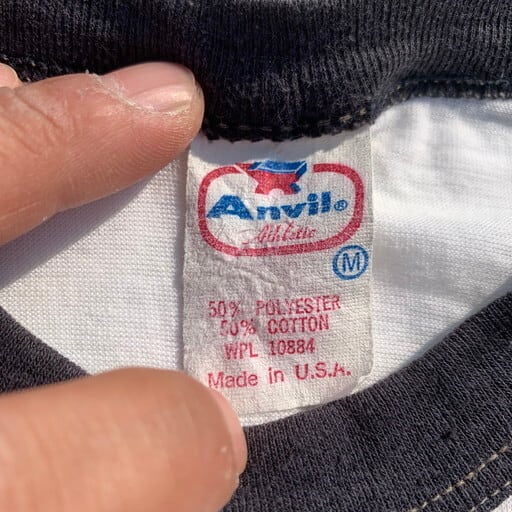 Anvil®
Athletic
M
50% POLYESTER
50% COTTON
WPL 10884
Made in U.S.A.